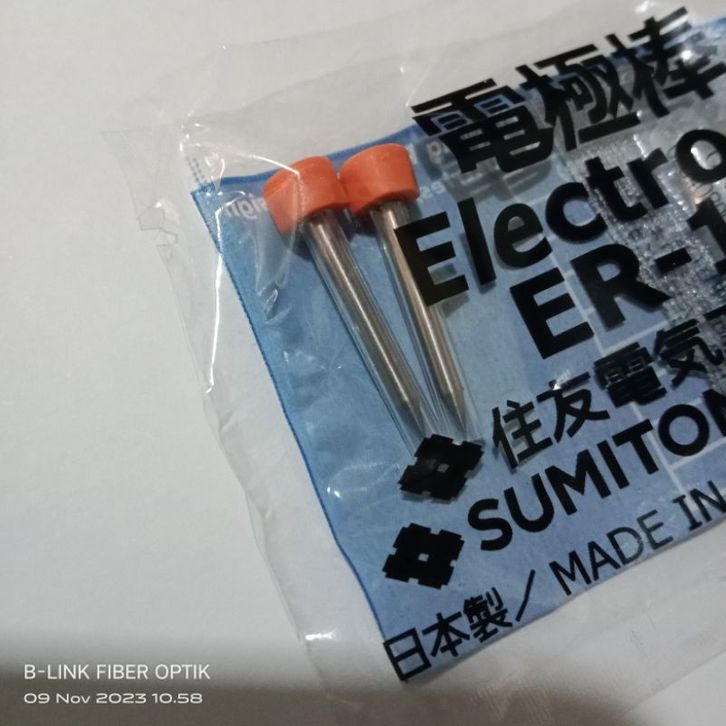 電極棒
Electro
ER-1
住友電気
SUMITOM
日本製/ MADE IN
B-LINK FIBER OPTIK
09 Nov 2023 10.58